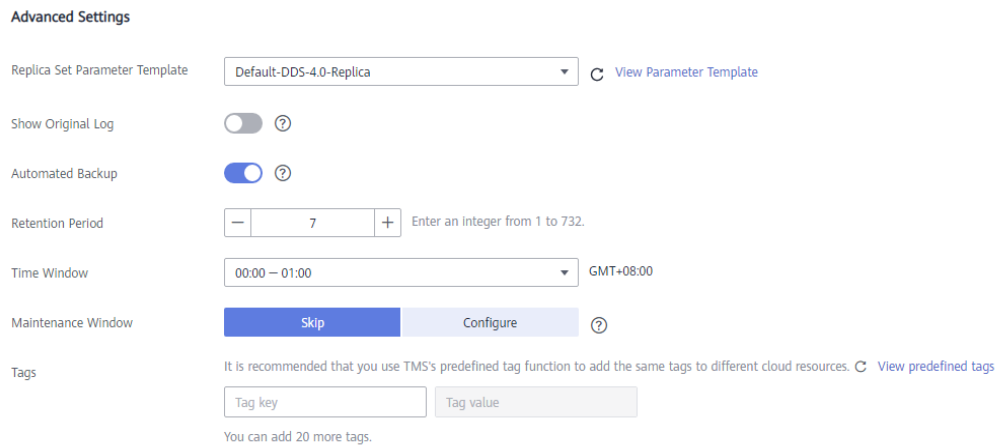 Advanced Settings
Replica Set Parameter Template Default-DDS-4.0-Replica View Parameter Template
Show Original Log ?
Automated Backup ?
Retention Period — 7 + Enter an integer from 1 to 732.
Time Window 00:00 — 01:00 GMT+08:00
Maintenance Window Skip Configure ?
Tags It is recommended that you use TMS's predefined tag function to add the same tags to different cloud resources. View predefined tags
Tag key Tag value
You can add 20 more tags.